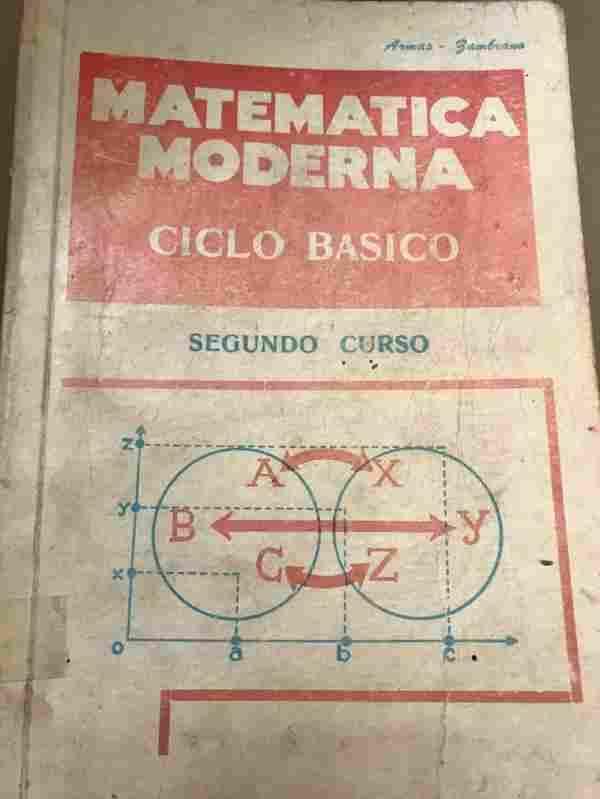 Armas - Zambrano
MATEMATICA
MODERNA
CICLO BASICO
SEGUNDO CURSO
z
A X
y
B y
C Z
x
o a b c